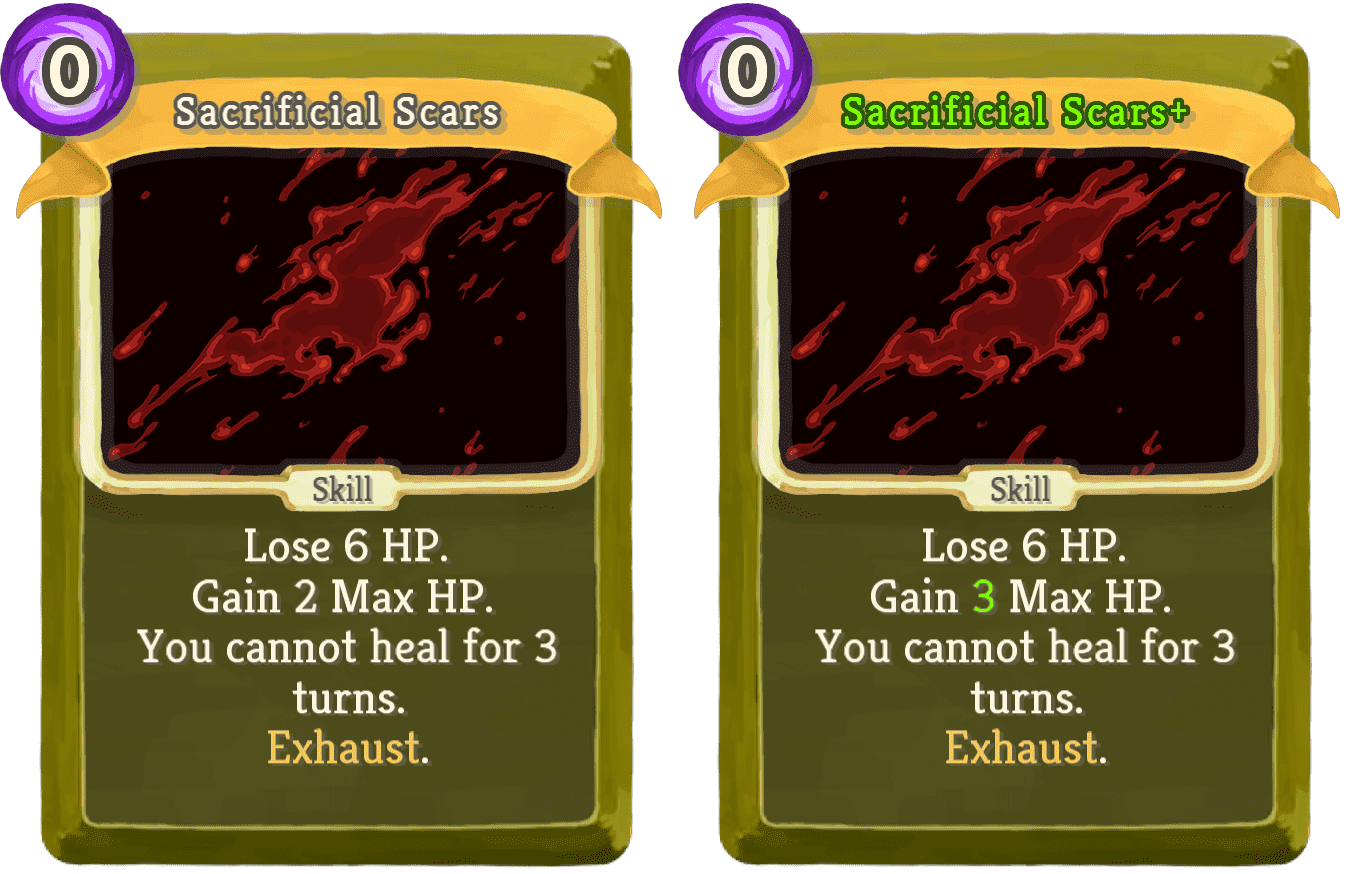 0
Sacrificial Scars
Skill
Lose 6 HP.
Gain 2 Max HP.
You cannot heal for 3
turns.
Exhaust.
0
Sacrificial Scars+
Skill
Lose 6 HP.
Gain 3 Max HP.
You cannot heal for 3
turns.
Exhaust.